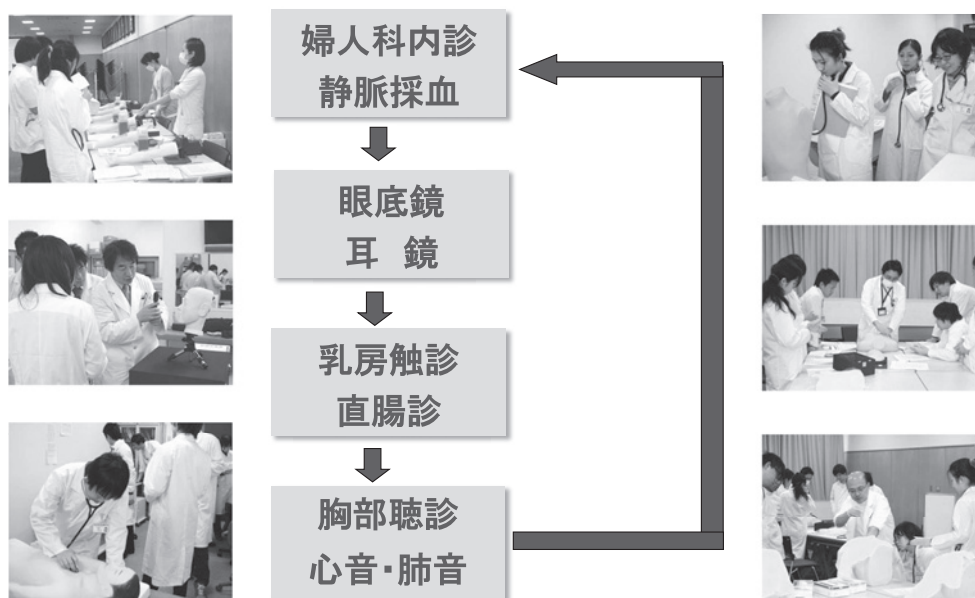 婦人科内診
静脈採血
眼底鏡
耳 鏡
乳房触診
直腸診
胸部聴診
心音・肺音